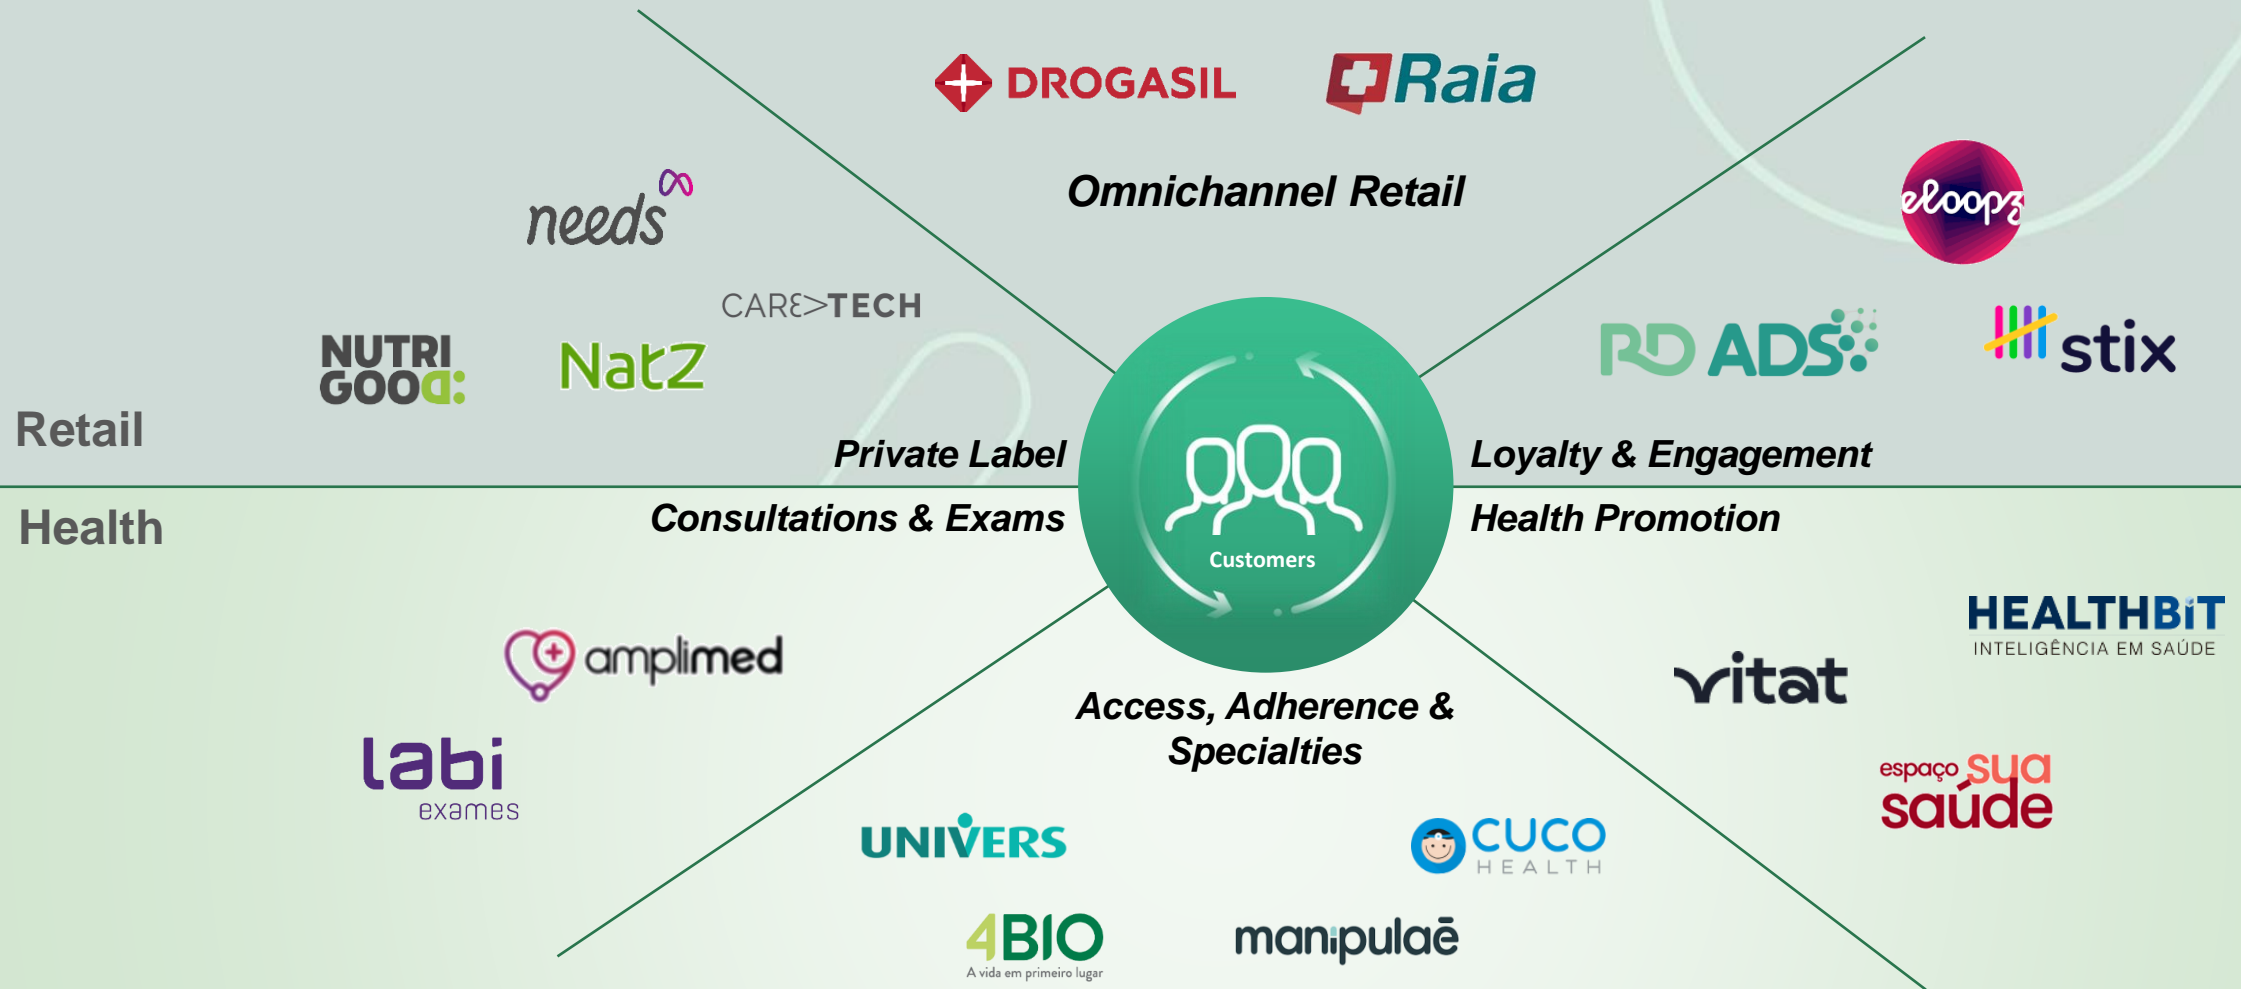 DROGASIL
Raia
Omnichannel Retail
needs
CARE>TECH
NUTRI
GOOD:
Natz
Private Label
eloopz
RD ADS
stix
Loyalty & Engagement
Retail
Health
Customers
Consultations & Exams
amplimed
labi
exames
Health Promotion
HEALTHBIT
INTELIGÊNCIA EM SAÚDE
vitat
espaço sua
saúde
Access, Adherence &
Specialties
UNIVERS
CUCO
HEALTH
4BIO
A vida em primeiro lugar
manipulaē